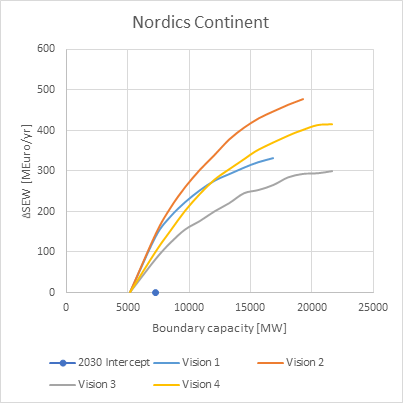 Nordics Continent
600
500
400
300
200
100
0
ΔSEW [MEuro/yr]
0 5000 10000 15000 20000 25000
Boundary capacity [MW]
2030 Intercept Vision 1 Vision 2
Vision 3 Vision 4